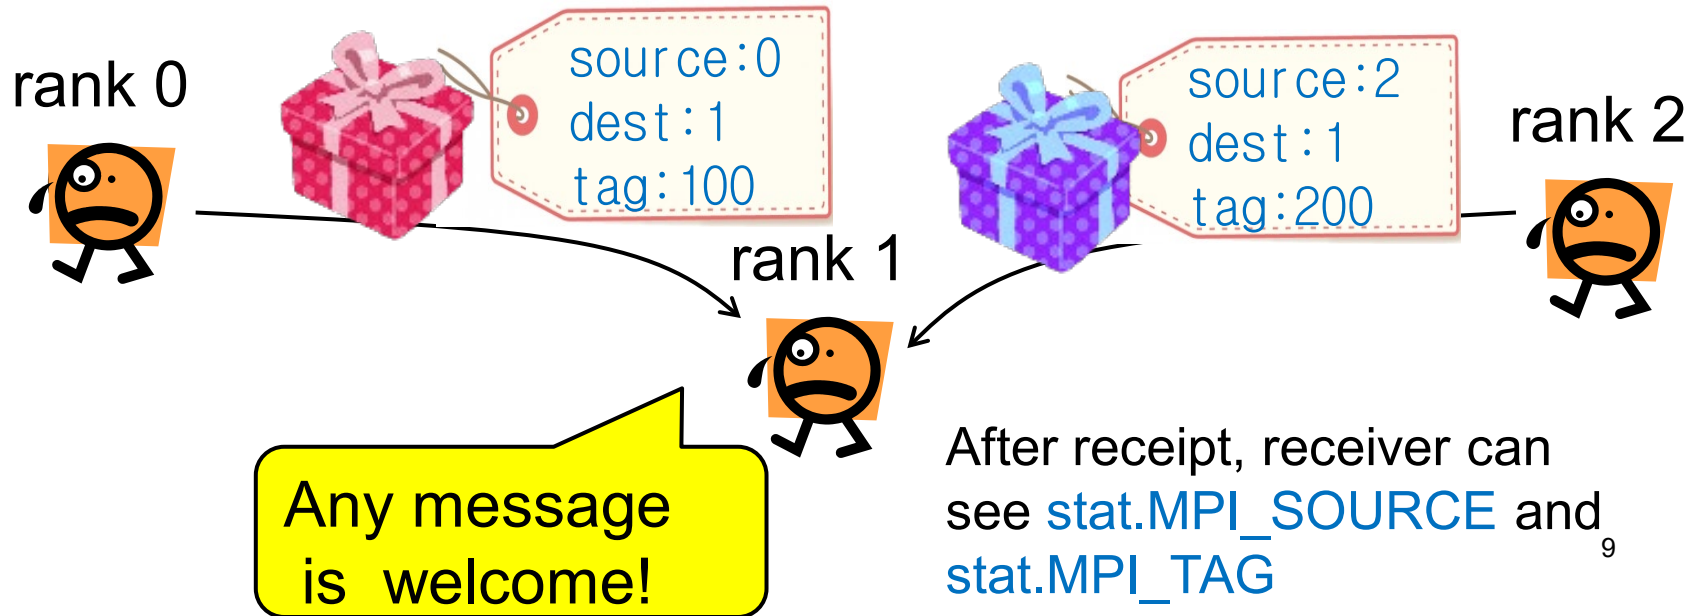 rank 0
source:0
dest:1
tag:100
source:2
dest:1
tag:200
rank 2
rank 1
Any message
is welcome!
After receipt, receiver can
see stat.MPI_SOURCE and
stat.MPI_TAG
9